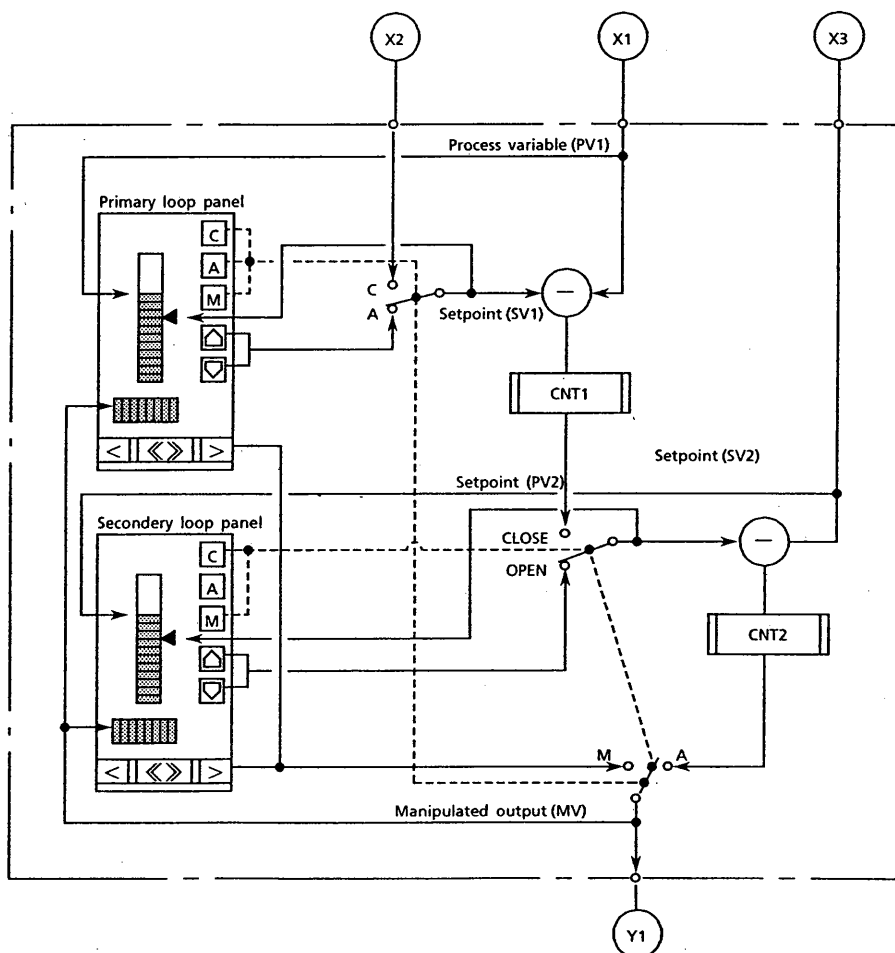 X2 X1 X3
Process variable (PV1)
Primary loop panel
C
A
M
C
A
Setpoint (SV1)
—
CNT1
< 《》 >
Setpoint (SV2)
Setpoint (PV2)
Secondery loop panel
CLOSE
OPEN
—
C
A
M
CNT2
M A
< 《》 >
Manipulated output (MV)
Y1